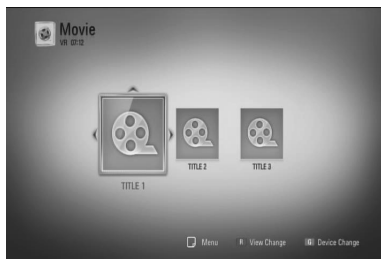 Movie
VR 07:12
TITLE 1
TITLE 2
TITLE 3
Menu
R View Change
G Device Change